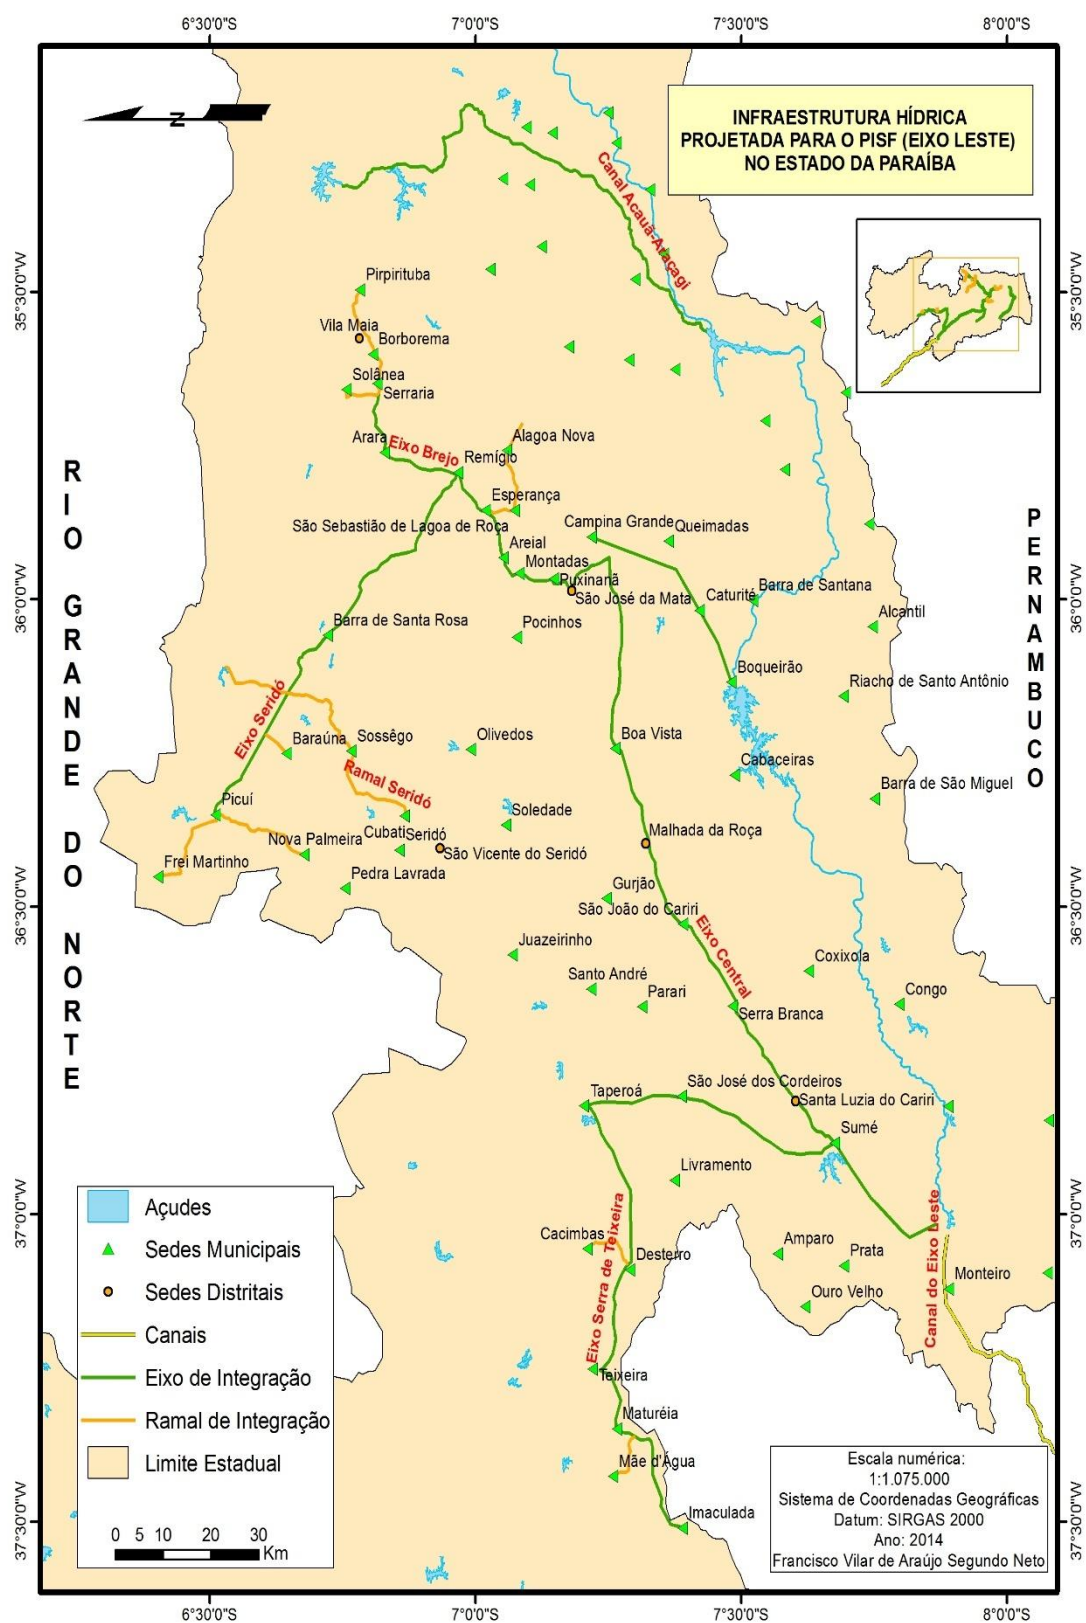 6°30'0"S
7°0'0"S
7°30'0"S
8°0'0"S
N
INFRAESTRUTURA HÍDRICA
PROJETADA PARA O PISF (EIXO LESTE)
NO ESTADO DA PARAÍBA
Canal Acauã-Araçagi
35°30'0"W
35°30'0"W
Pirpirituba
Vila Maia
Borborema
Solânea
Serraria
Arara
Eixo Brejo
Remígio
Alagoa Nova
Esperança
São Sebastião de Lagoa de Roça
Campina Grande
Queimadas
Areial
Montadas
Puxinanã
São José da Mata
RIO GRANDE DO NORTE
PERNAMBUCO
36°0'0"W
36°0'0"W
Caturité
Barra de Santana
Alcantil
Barra de Santa Rosa
Pocinhos
Boqueirão
Riacho de Santo Antônio
Eixo Seridó
Baraúna
Sossêgo
Olivedos
Boa Vista
Cabaceiras
Barra de São Miguel
Ramal Seridó
Picuí
Soledade
Malhada da Roça
Nova Palmeira
Cubati
Seridó
São Vicente do Seridó
Frei Martinho
Pedra Lavrada
Gurjão
São João do Cariri
36°30'0"W
36°30'0"W
Eixo Central
Juazeirinho
Santo André
Parari
Coxixola
Congo
Serra Branca
Taperoá
São José dos Cordeiros
Santa Luzia do Cariri
Sumé
Livramento
37°0'0"W
37°0'0"W
Eixo Serra de Teixeira
Cacimbas
Desterro
Amparo
Prata
Canal do Eixo Leste
Monteiro
Ouro Velho
Teixeira
Maturéia
Mãe d'Água
Imaculada
37°30'0"W
37°30'0"W
Açudes
Sedes Municipais
Sedes Distritais
Canais
Eixo de Integração
Ramal de Integração
Limite Estadual
0 5 10 20 30
Km
Escala numérica:
1:1.075.000
Sistema de Coordenadas Geográficas
Datum: SIRGAS 2000
Ano: 2014
Francisco Vilar de Araújo Segundo Neto
6°30'0"S
7°0'0"S
7°30'0"S
8°0'0"S